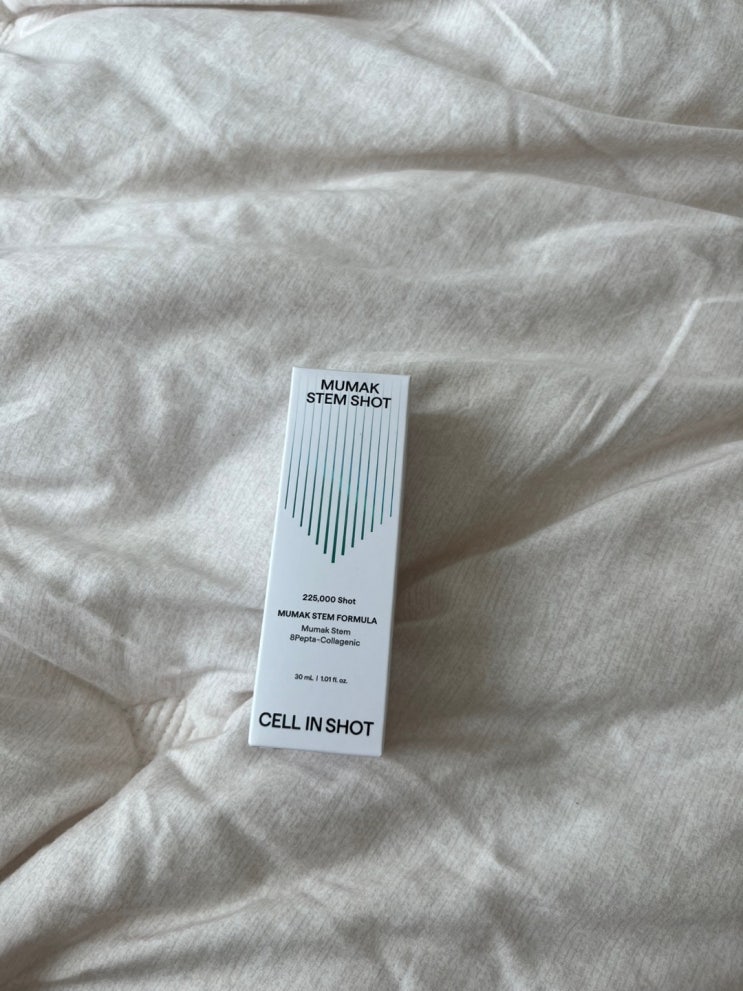 MUMAK
STEM SHOT
225,000 Shot
MUMAK STEM FORMULA
Mumak Stem
8Pepta-Collagenic
30 mL | 1.01 fl. oz.
CELL IN SHOT